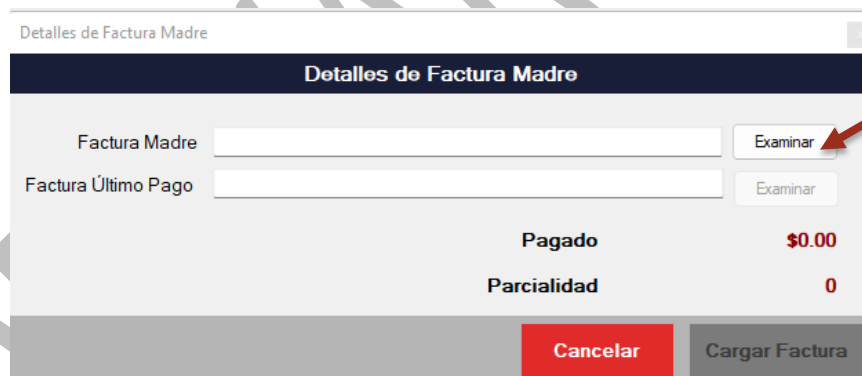 Detalles de Factura Madre
Detalles de Factura Madre
Factura Madre Examinar
Factura Último Pago Examinar
Pagado $0.00
Parcialidad 0
Cancelar Cargar Factura